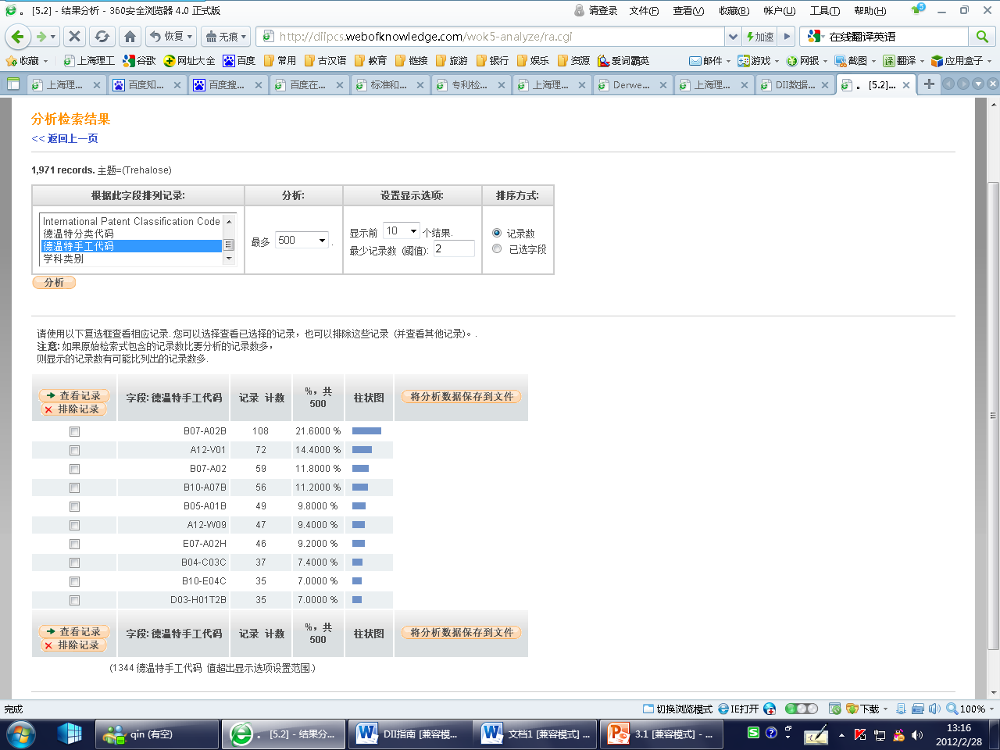 。 [5.2] - 结果分析 - 360安全浏览器 4.0 正式版
请登录 文件(F) 查看(V) 收藏(B) 帐户(U) 工具(T) 帮助(H) 5
恢复 无痕 http://diipcs.webofknowledge.com/wok5-analyze/ra.cgi 加速 在线翻译英语
收藏 上海理工 谷歌 网址大全 百度 常用 古汉语 教育 链接 旅游 银行 娱乐 资源 爱词霸英 邮件 游戏 网银 截图 翻译 应用盒子
上海理... 百度知... 百度搜... 百度在... 标准和... 专利检... 上海理... Derwe... 上海理... DII数据... 。 [5.2]...
分析检索结果
<< 返回上一页
1,971 records. 主题=(Trehalose)
根据此字段排列记录: 分析: 设置显示选项: 排序方式:
International Patent Classification Code
德温特分类代码
德温特手工代码
学科类别
最多 500 .
显示前 10 个结果.
最少记录数 (阈值): 2
记录数
已选字段
分析
请使用以下复选框查看相应记录. 您可以选择查看已选择的记录，也可以排除这些记录 (并查看其他记录)。.
注意: 如果原始检索式包含的记录数比要分析的记录数多，
则显示的记录数有可能比列出的记录数多.
查看记录
排除记录
字段: 德温特手工代码 记录 计数 %，共 500 柱状图 将分析数据保存到文件
B07-A02B 108 21.6000 %
A12-V01 72 14.4000 %
B07-A02 59 11.8000 %
B10-A07B 56 11.2000 %
B05-A01B 49 9.8000 %
A12-W09 47 9.4000 %
E07-A02H 46 9.2000 %
B04-C03C 37 7.4000 %
B10-E04C 35 7.0000 %
D03-H01T2B 35 7.0000 %
查看记录
排除记录
字段: 德温特手工代码 记录 计数 %，共 500 柱状图 将分析数据保存到文件
(1344 德温特手工代码 值超出显示选项设置范围.)
完成 切换浏览模式 IE打开 下载 100%
qin (有空) 。 [5.2] - 结果分... DII指南 [兼容模... 文档1 [兼容模式] ... 3.1 [兼容模式] - ... 13:16
2012/2/28